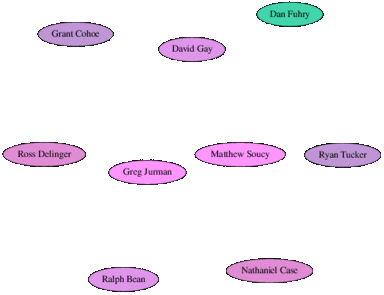 Dan Fuhry
Grant Cohoe
David Gay
Ross Delinger
Matthew Soucy
Ryan Tucker
Greg Jurman
Nathaniel Case
Ralph Bean